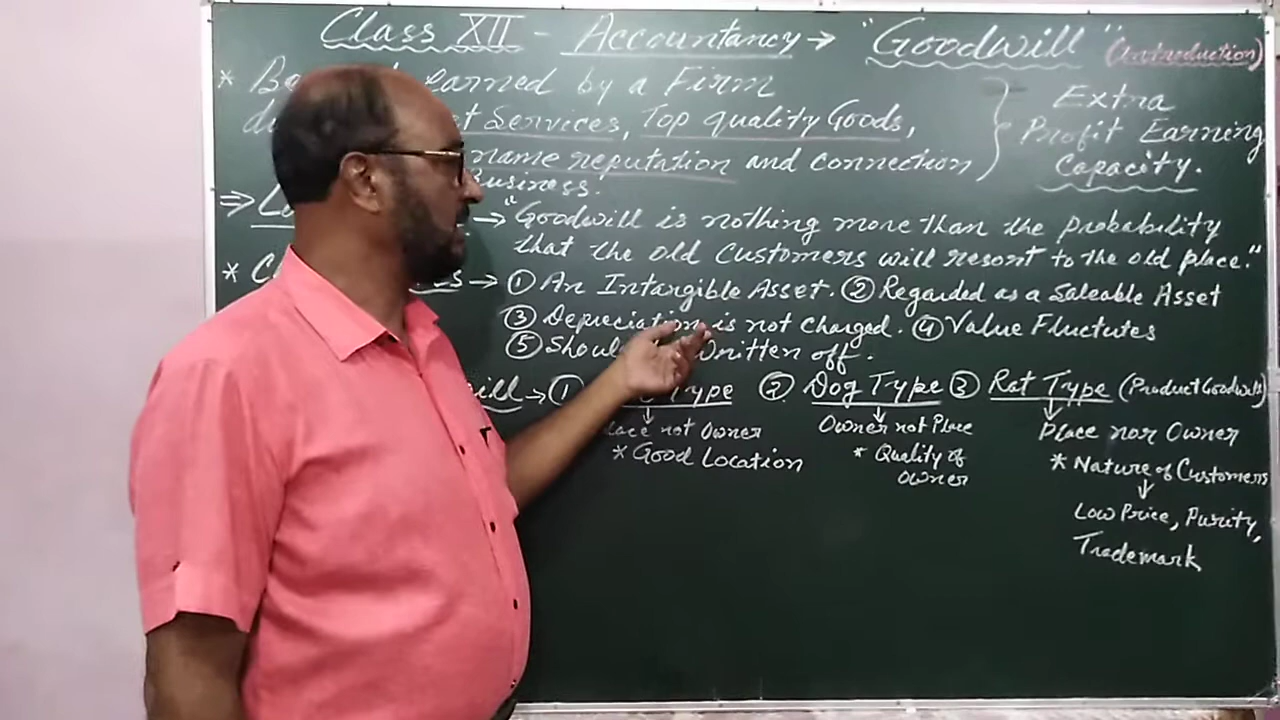 Class XII - Accountancy → "Goodwill" (Introduction)
* earned by a Firm
Services, Top quality Goods,
name reputation and connection
Business.
} Extra
Profit Earning
Capacity.
⇒ → "Goodwill is nothing more than the Probability
that the old Customers will resort to the old place."
* → ① An Intangible Asset. ② Regarded as a Saleable Asset
③ Depreciation is not Charged. ④ Value Fluctutes
⑤ Written off.
→ ① Type ② Dog Type ③ Rat Type (Product Goodwill)
↓ ↓ ↓
not Owner Owner not Place Place nor Owner
* Good Location * Quality of Owner * Nature of Customers
↓
Low Price, Purity,
Trademark